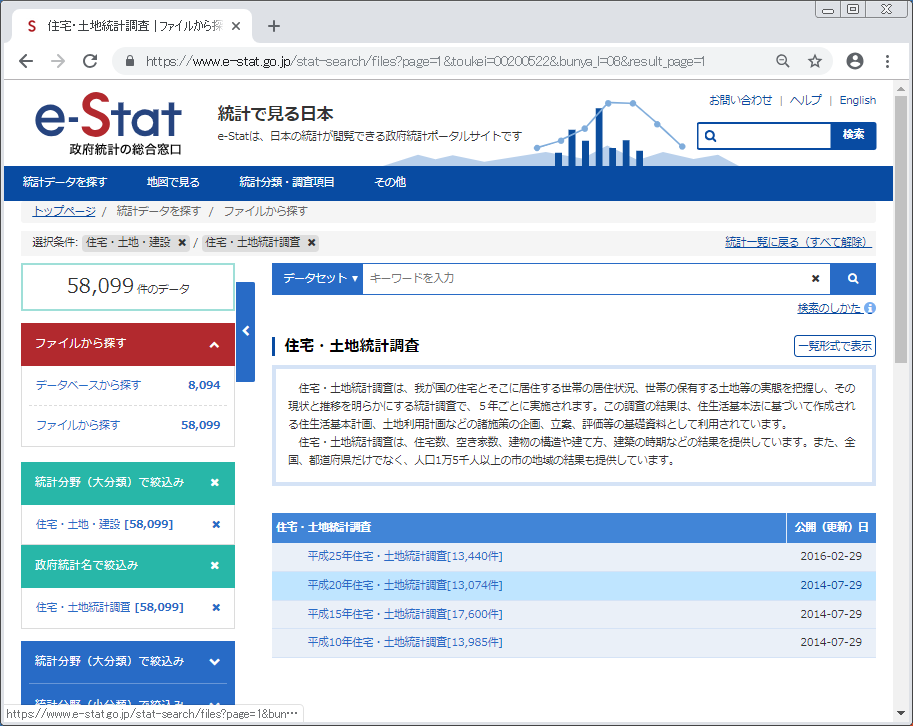 住宅・土地統計調査 | ファイルから探
https://www.e-stat.go.jp/stat-search/files?page=1&toukei=00200522&bunya_l=08&result_page=1
お問い合わせ | ヘルプ | English
e-Stat
政府統計の総合窓口
統計で見る日本
e-Statは、日本の統計が閲覧できる政府統計ポータルサイトです
検索
統計データを探す 地図で見る 統計分類・調査項目 その他
トップページ / 統計データを探す / ファイルから探す
選択条件: 住宅・土地・建設 × / 住宅・土地統計調査 ×
統計一覧に戻る（すべて解除）
58,099 件のデータ
データセット ▾ キーワードを入力
検索のしかた
ファイルから探す
データベースから探す 8,094
ファイルから探す 58,099
統計分野（大分類）で絞込み
住宅・土地・建設 [58,099]
政府統計名で絞込み
住宅・土地統計調査 [58,099]
統計分野（大分類）で絞込み
統計分野（小分類）で絞込み
住宅・土地統計調査
一覧形式で表示
住宅・土地統計調査は、我が国の住宅とそこに居住する世帯の居住状況、世帯の保有する土地等の実態を把握し、その
現状と推移を明らかにする統計調査で、５年ごとに実施されます。この調査の結果は、住生活基本法に基づいて作成され
る住生活基本計画、土地利用計画などの諸施策の企画、立案、評価等の基礎資料として利用されています。
住宅・土地統計調査は、住宅数、空き家数、建物の構造や建て方、建築の時期などの結果を提供しています。また、全
国、都道府県だけでなく、人口1万5千人以上の市の地域の結果も提供しています。
住宅・土地統計調査 公開（更新）日
平成25年住宅・土地統計調査[13,440件] 2016-02-29
平成20年住宅・土地統計調査[13,074件] 2014-07-29
平成15年住宅・土地統計調査[17,600件] 2014-07-29
平成10年住宅・土地統計調査[13,985件] 2014-07-29
https://www.e-stat.go.jp/stat-search/files?page=1&bun…